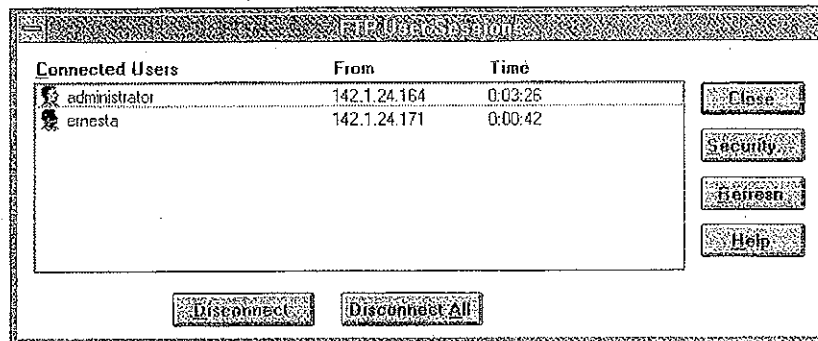 FTP User Sessions
Connected Users From Time
administrator 142.1.24.164 0:03:26
ernesta 142.1.24.171 0:00:42
Close
Security...
Refresh
Help
Disconnect
Disconnect All